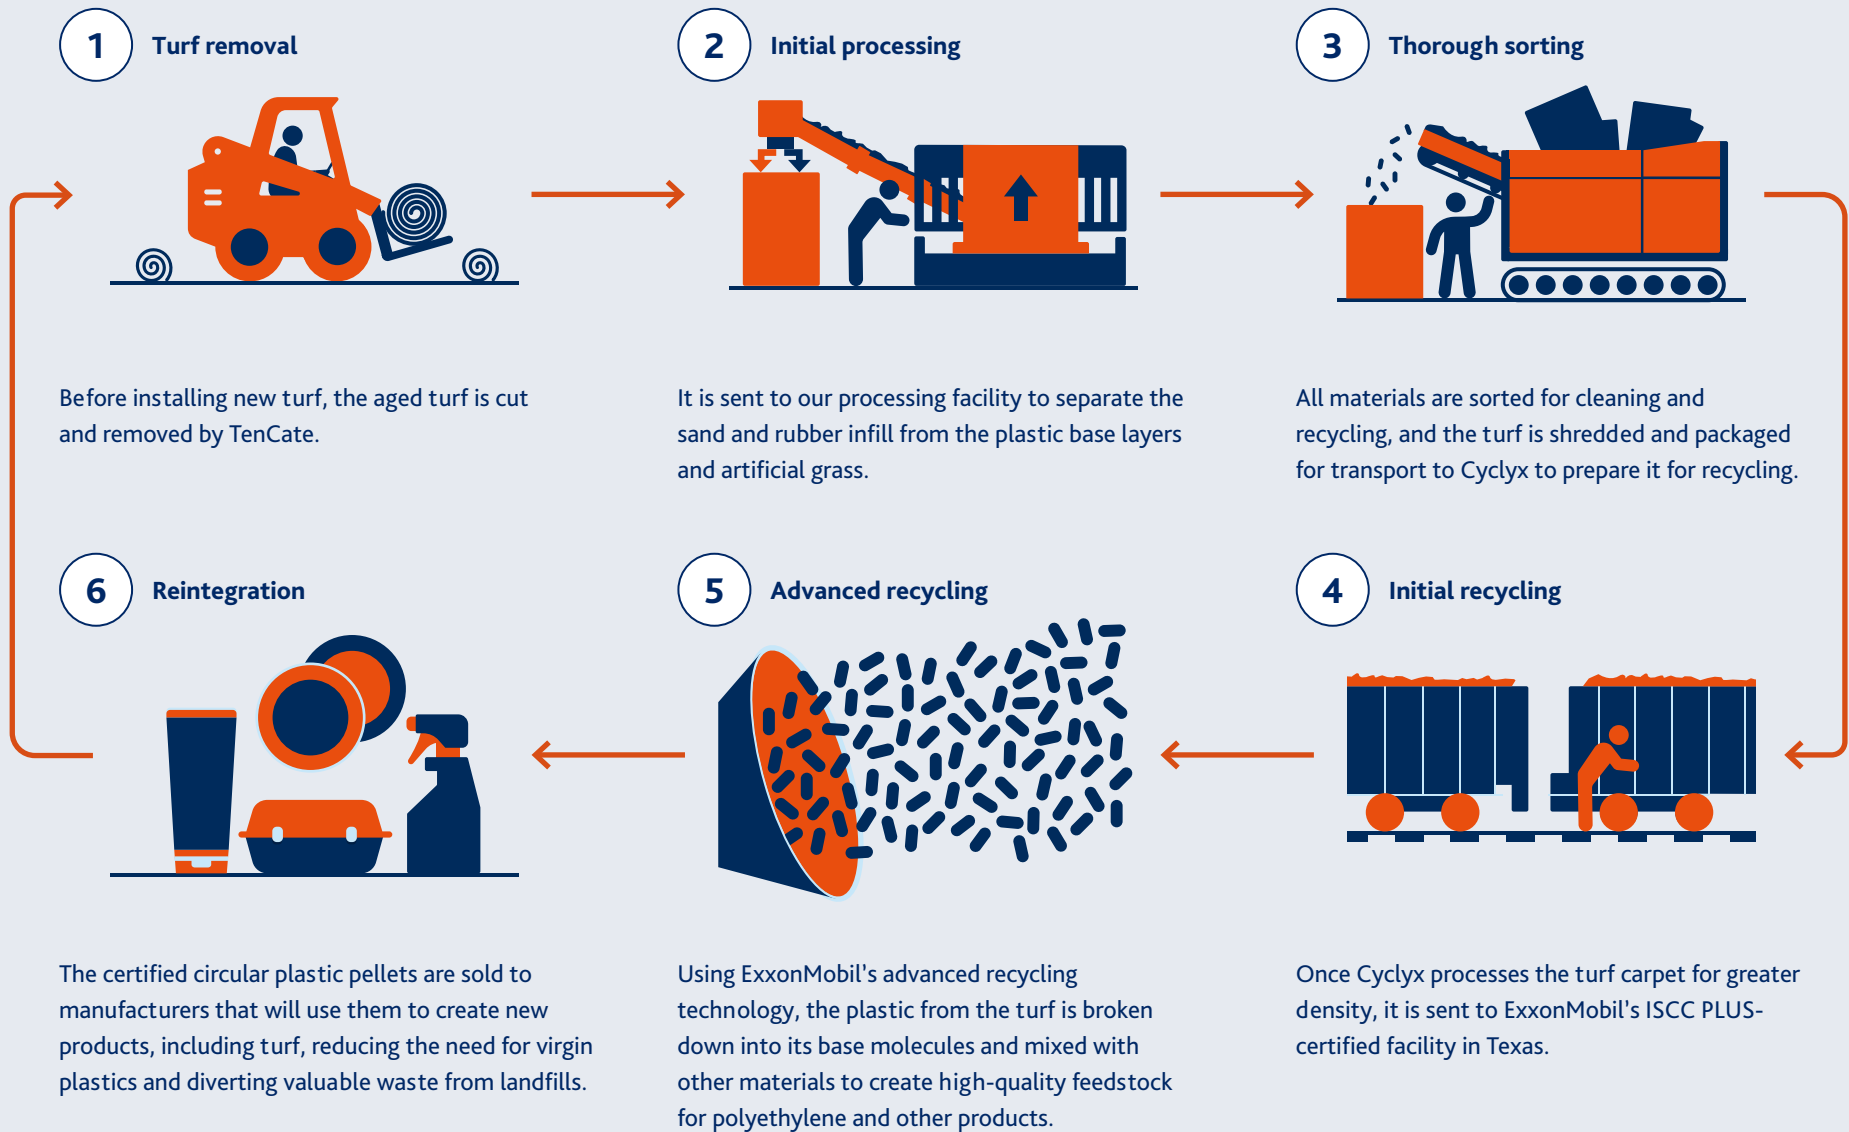 1 Turf removal
Before installing new turf, the aged turf is cut
and removed by TenCate.
2 Initial processing
It is sent to our processing facility to separate the
sand and rubber infill from the plastic base layers
and artificial grass.
3 Thorough sorting
All materials are sorted for cleaning and
recycling, and the turf is shredded and packaged
for transport to Cyclyx to prepare it for recycling.
4 Initial recycling
Once Cyclyx processes the turf carpet for greater
density, it is sent to ExxonMobil's ISCC PLUS-
certified facility in Texas.
5 Advanced recycling
Using ExxonMobil's advanced recycling
technology, the plastic from the turf is broken
down into its base molecules and mixed with
other materials to create high-quality feedstock
for polyethylene and other products.
6 Reintegration
The certified circular plastic pellets are sold to
manufacturers that will use them to create new
products, including turf, reducing the need for virgin
plastics and diverting valuable waste from landfills.